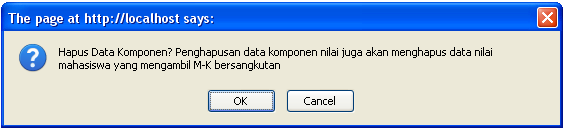 The page at http://localhost says:
Hapus Data Komponen? Penghapusan data komponen nilai juga akan menghapus data nilai
mahasiswa yang mengambil M-K bersangkutan
OK
Cancel